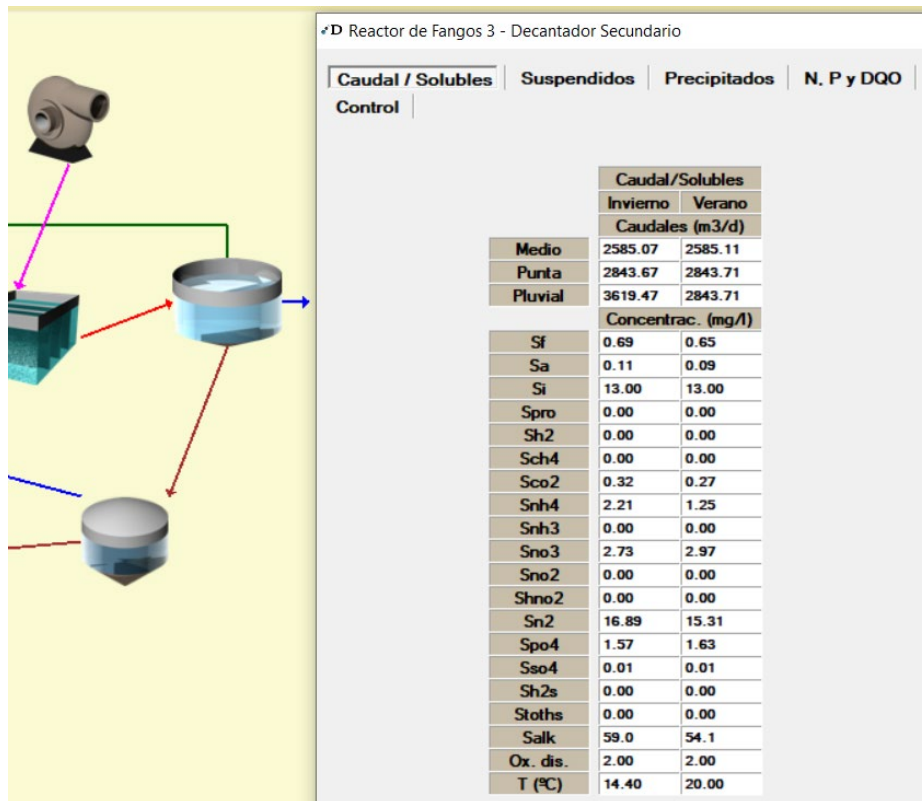 D Reactor de Fangos 3 - Decantador Secundario
Caudal / Solubles Suspendidos Precipitados N, P y DQO
Control
Caudal/Solubles
Invierno Verano
Caudales (m3/d)
Medio 2585.07 2585.11
Punta 2843.67 2843.71
Pluvial 3619.47 2843.71
Concentrac. (mg/l)
Sf 0.69 0.65
Sa 0.11 0.09
Si 13.00 13.00
Spro 0.00 0.00
Sh2 0.00 0.00
Sch4 0.00 0.00
Sco2 0.32 0.27
Snh4 2.21 1.25
Snh3 0.00 0.00
Sno3 2.73 2.97
Sno2 0.00 0.00
Shno2 0.00 0.00
Sn2 16.89 15.31
Spo4 1.57 1.63
Sso4 0.01 0.01
Sh2s 0.00 0.00
Stoths 0.00 0.00
Salk 59.0 54.1
Ox. dis. 2.00 2.00
T (ºC) 14.40 20.00